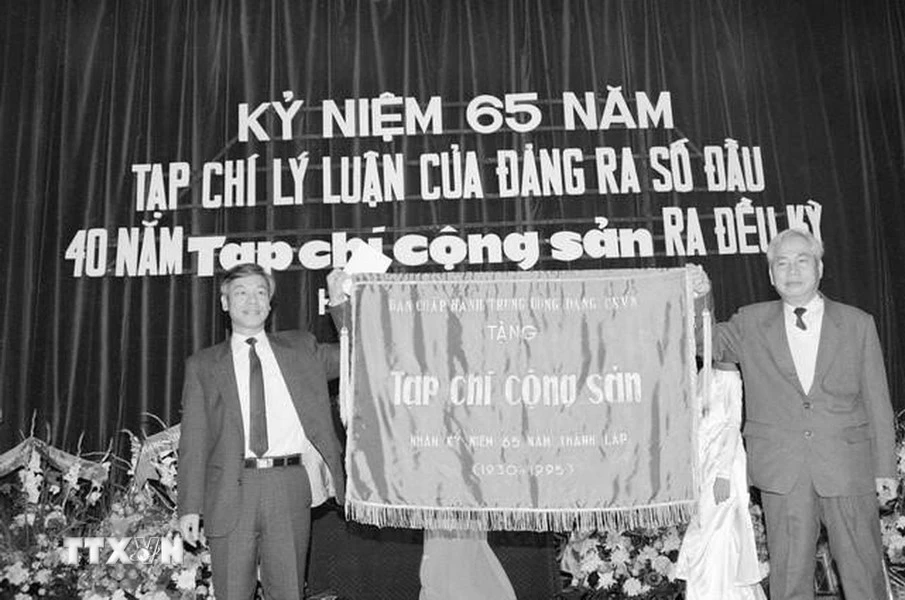 KỶ NIỆM 65 NĂM
TẠP CHÍ LÝ LUẬN CỦA ĐẢNG RA SỐ ĐẦU
40 NĂM Tạp chí cộng sản RA ĐỀU KỲ
BAN CHẤP HÀNH TRUNG ƯƠNG ĐẢNG CSVN
TẶNG
Tạp chí cộng sản
NHÂN KỶ NIỆM 65 NĂM THÀNH LẬP
(1930-1995)
TTXVN